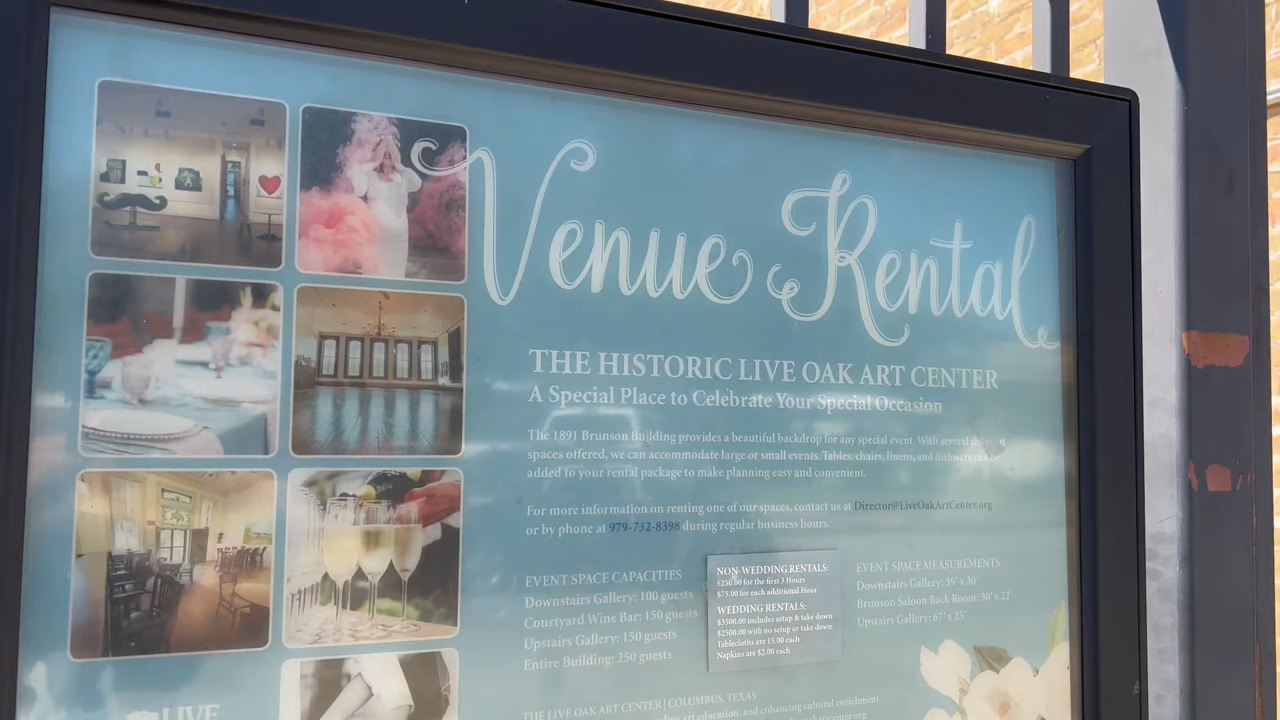 Venue Rental
THE HISTORIC LIVE OAK ART CENTER
A Special Place to Celebrate Your Special Occasion
The 1891 Brunson Building provides a beautiful backdrop for any special event. With several different
spaces offered, we can accommodate large or small events. Tables, chairs, linens, and dishware can be
added to your rental package to make planning easy and convenient.
For more information on renting one of our spaces, contact us at Director@LiveOakArtCenter.org
or by phone at 979-732-8398 during regular business hours.
EVENT SPACE CAPACITIES
Downstairs Gallery: 100 guests
Courtyard Wine Bar: 150 guests
Upstairs Gallery: 150 guests
Entire Building: 250 guests
NON-WEDDING RENTALS:
$250.00 for the first 3 Hours
$75.00 for each additional Hour
WEDDING RENTALS:
$3500.00 includes setup & take down
$2500.00 with no setup or take down
Tablecloths are 15.00 each
Napkins are $2.00 each
EVENT SPACE MEASUREMENTS
Downstairs Gallery: 39' x 30'
Brunson Saloon Back Room: 30' x 22'
Upstairs Gallery: 67' x 25'
LIVE
THE LIVE OAK ART CENTER | COLUMBUS, TEXAS
art education, and enhancing cultural enrichment